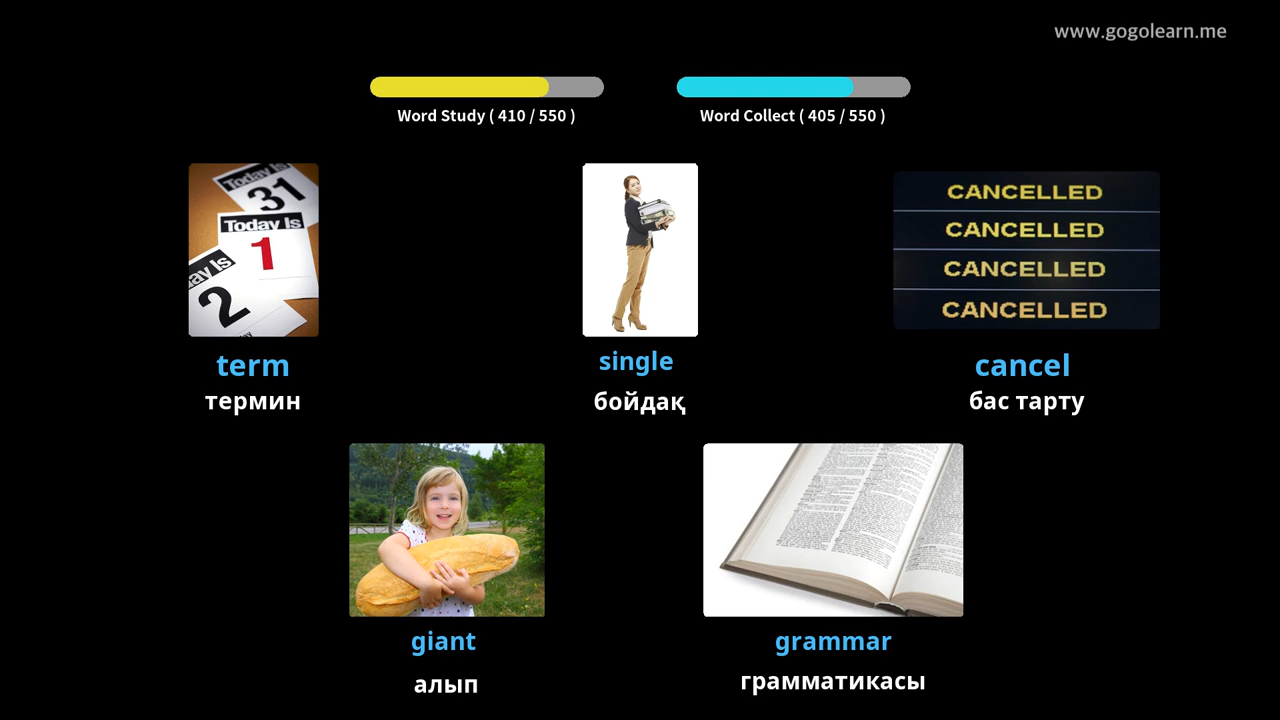 www.gogolearn.me
Word Study ( 410 / 550 )
Word Collect ( 405 / 550 )
Today Is
31
Today Is
1
ay Is
2
CANCELLED
CANCELLED
CANCELLED
CANCELLED
term
single
cancel
термин
бойдақ
бас тарту
giant
grammar
алып
грамматикасы